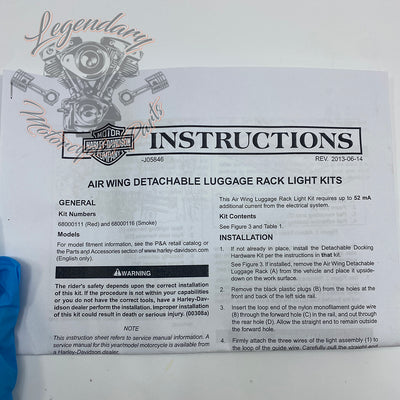 Legendary
Motorcycle Parts
MOTOR
HARLEY-DAVIDSON
COMPANY
INSTRUCTIONS
-J05646
REV. 2013-06-14
AIR WING DETACHABLE LUGGAGE RACK LIGHT KITS
GENERAL
Kit Numbers
68000111 (Red) and 68000116 (Smoke)
Models
For model fitment information, see the P&A retail catalog or
the Parts and Accessories section of www.harley-davidson.com
(English only).
WARNING
The rider's safety depends upon the correct installation
of this kit. If the procedure is not within your capabilities
or you do not have the correct tools, have a Harley-Dav-
idson dealer perform the installation. Improper installation
of this kit could result in death or serious injury. (00308a)
NOTE
This instruction sheet refers to service manual information. A
service manual for this year/model motorcycle is available from
a Harley-Davidson dealer.
This Air Wing Luggage Rack Light Kit requires up to 52 mA
additional current from the electrical system.
Kit Contents
See Figure 3 and Table 1.
INSTALLATION
1. If not already in place, install the Detachable Docking
Hardware Kit per the instructions in that kit.
See Figure 3. If installed, remove the Air Wing Detachable
Luggage Rack (A) from the vehicle and place it upside-
down on the work surface.
2. Remove the black plastic plugs (B) from the holes at the
front and back of the left side rail.
3. Insert the loop end of the nylon monofilament guide wire
(8) through the forward hole (C) in the rail, and out through
the rear hole (D). Allow the straight end to remain outside
the forward hole.
4. Firmly attach the three wires of the light assembly (1) to
the loop of the guide wire. Carefully pull the straight end